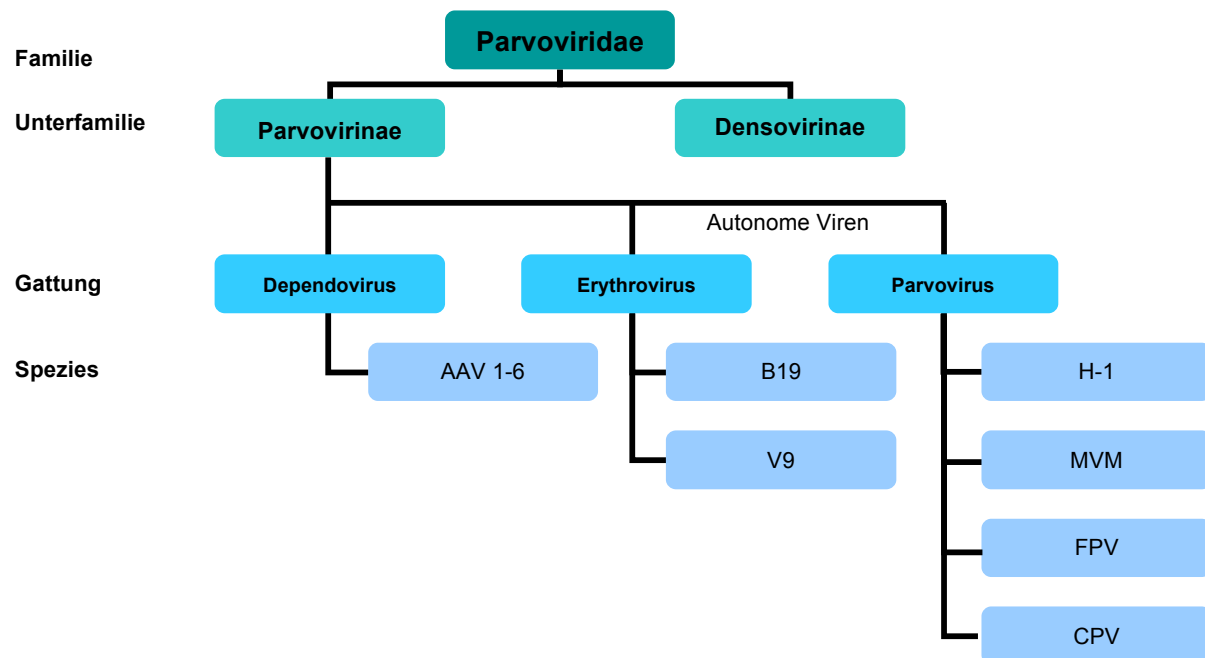 Parvoviridae
Familie
Unterfamilie
Parvovirinae
Densovirinae
Autonome Viren
Gattung
Dependovirus
Erythrovirus
Parvovirus
Spezies
AAV 1-6
B19
H-1
V9
MVM
FPV
CPV